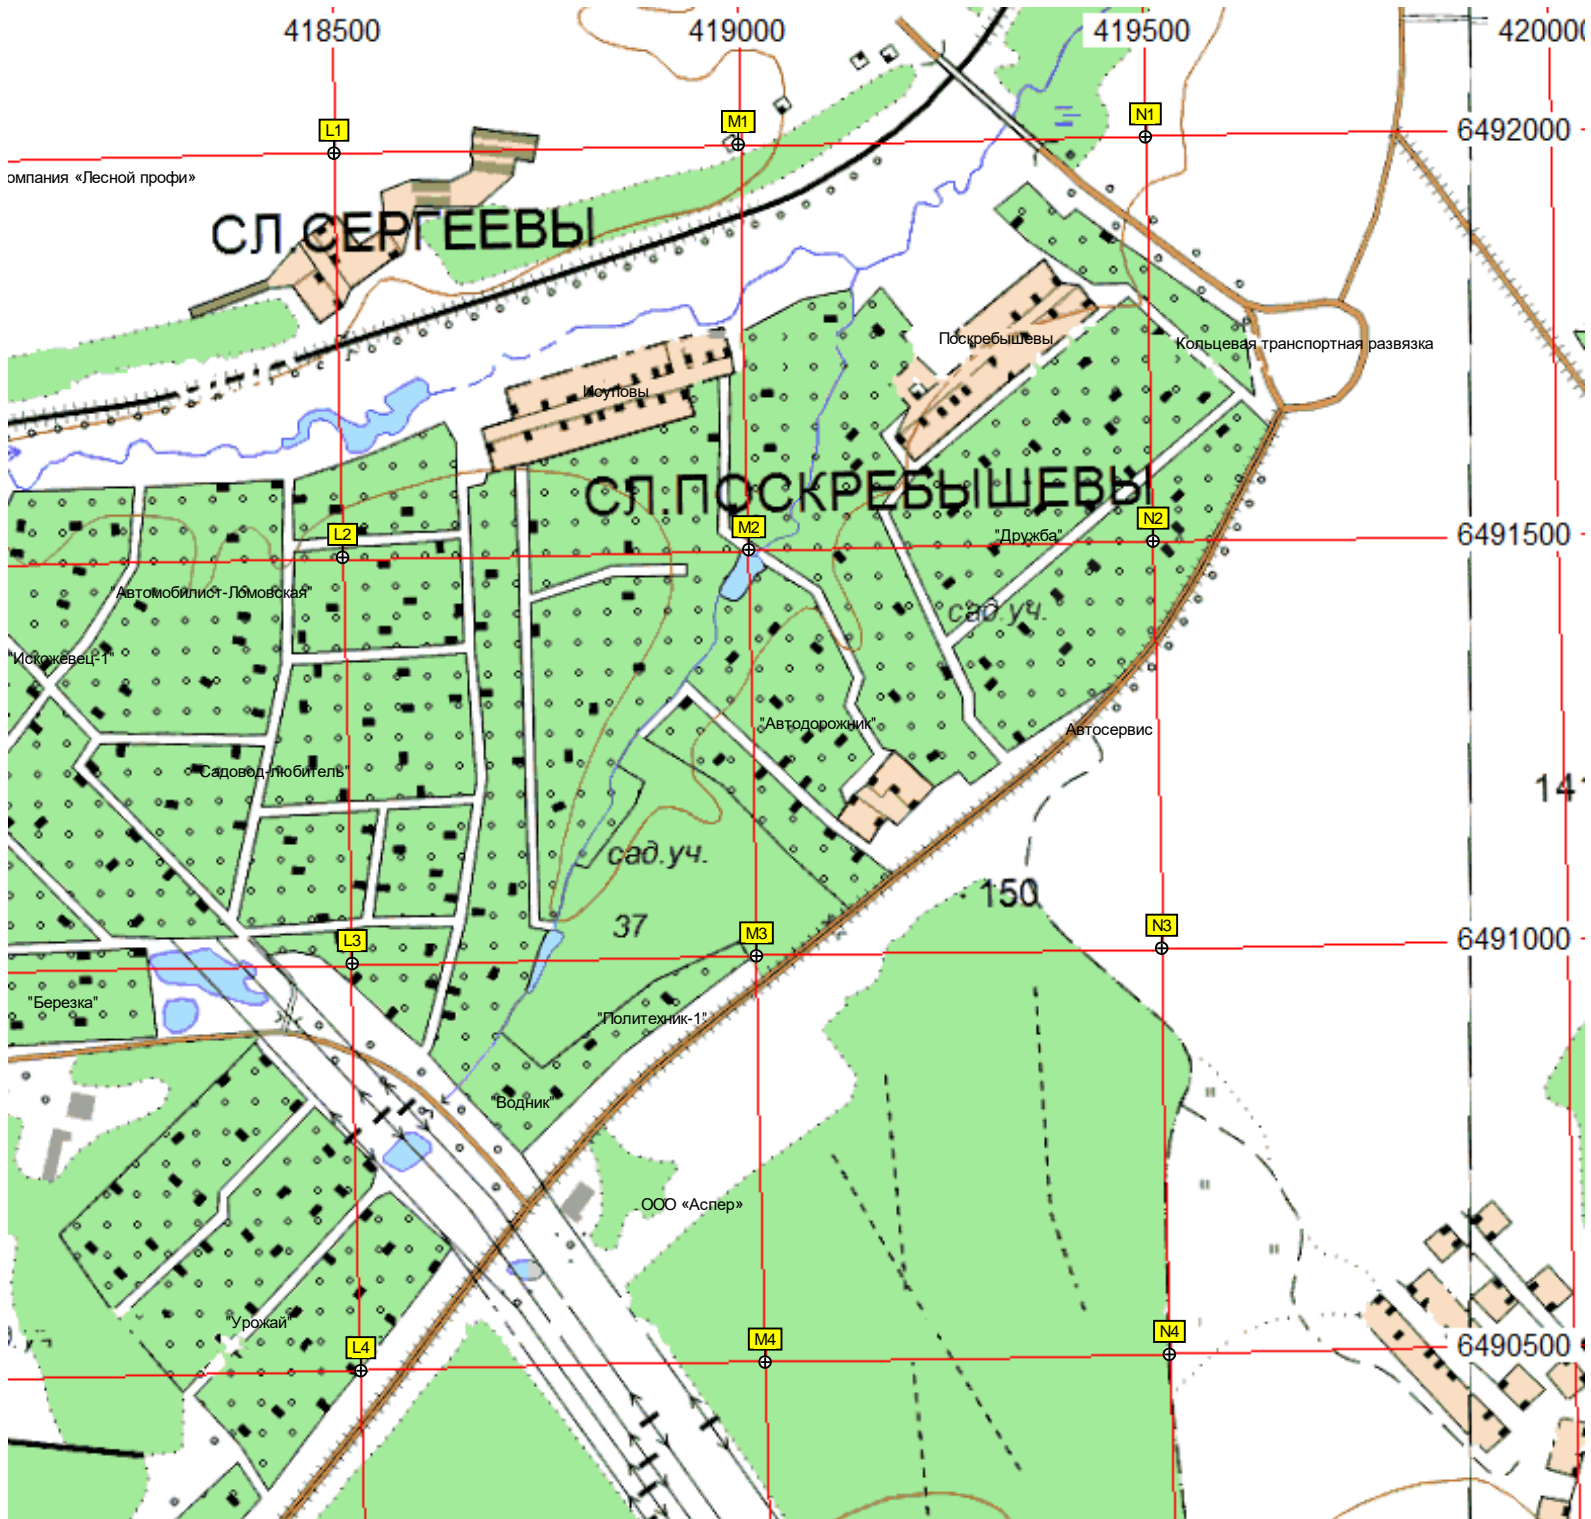 418500
419000
419500
42000
L1
M1
N1
6492000
омпания «Лесной профи»
СЛ.СЕРГЕЕВЫ
Поскребышевы
Кольцевая транспортная развязка
Исуповы
СЛ.ПОСКРЕБЫШЕВЫ
L2
M2
N2
6491500
"Дружба"
"Автомобилист-Ломовская"
сад.уч.
"Искожевец-1"
"Автодорожник"
Автосервис
"Садовод-любитель"
14
сад.уч.
150
37
L3
M3
N3
6491000
"Березка"
"Политехник-1"
"Водник"
ООО «Аспер»
"Урожай"
L4
M4
N4
6490500